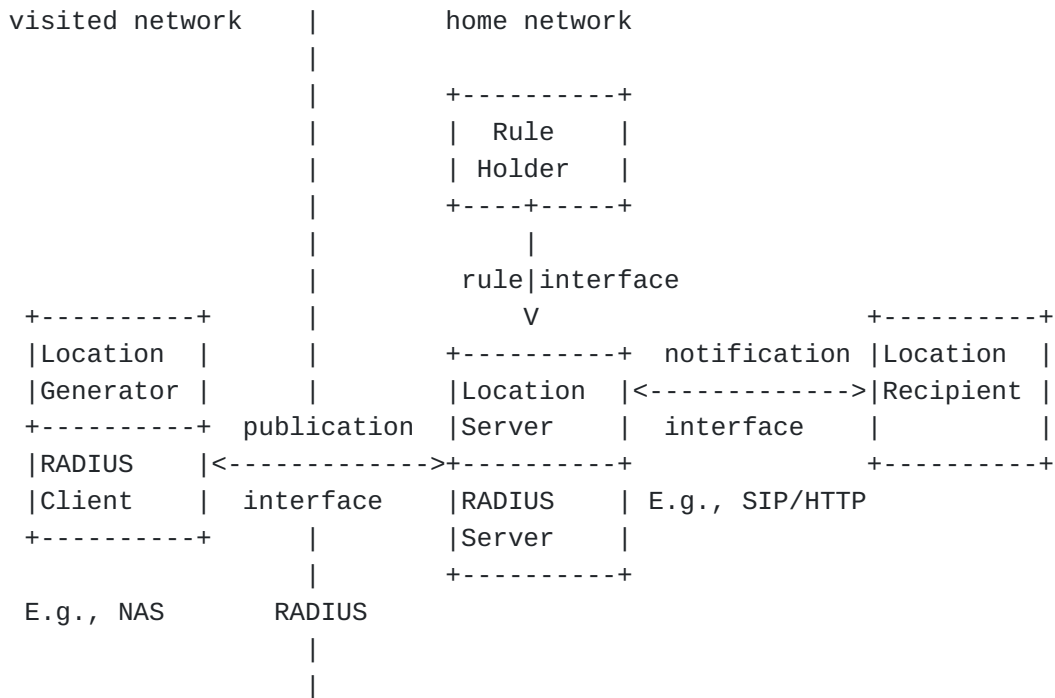 visited network | home network
|
| +----------+
| | Rule |
| | Holder |
| +----+-----+
| |
| rule|interface
+----------+ | V +----------+
|Location | | +----------+ notification |Location |
|Generator | | |Location |<------------->|Recipient |
+----------+ publication |Server | interface | |
|RADIUS |<------------->+----------+ +----------+
|Client | interface |RADIUS | E.g., SIP/HTTP
+----------+ | |Server |
| +----------+
E.g., NAS RADIUS
|
|